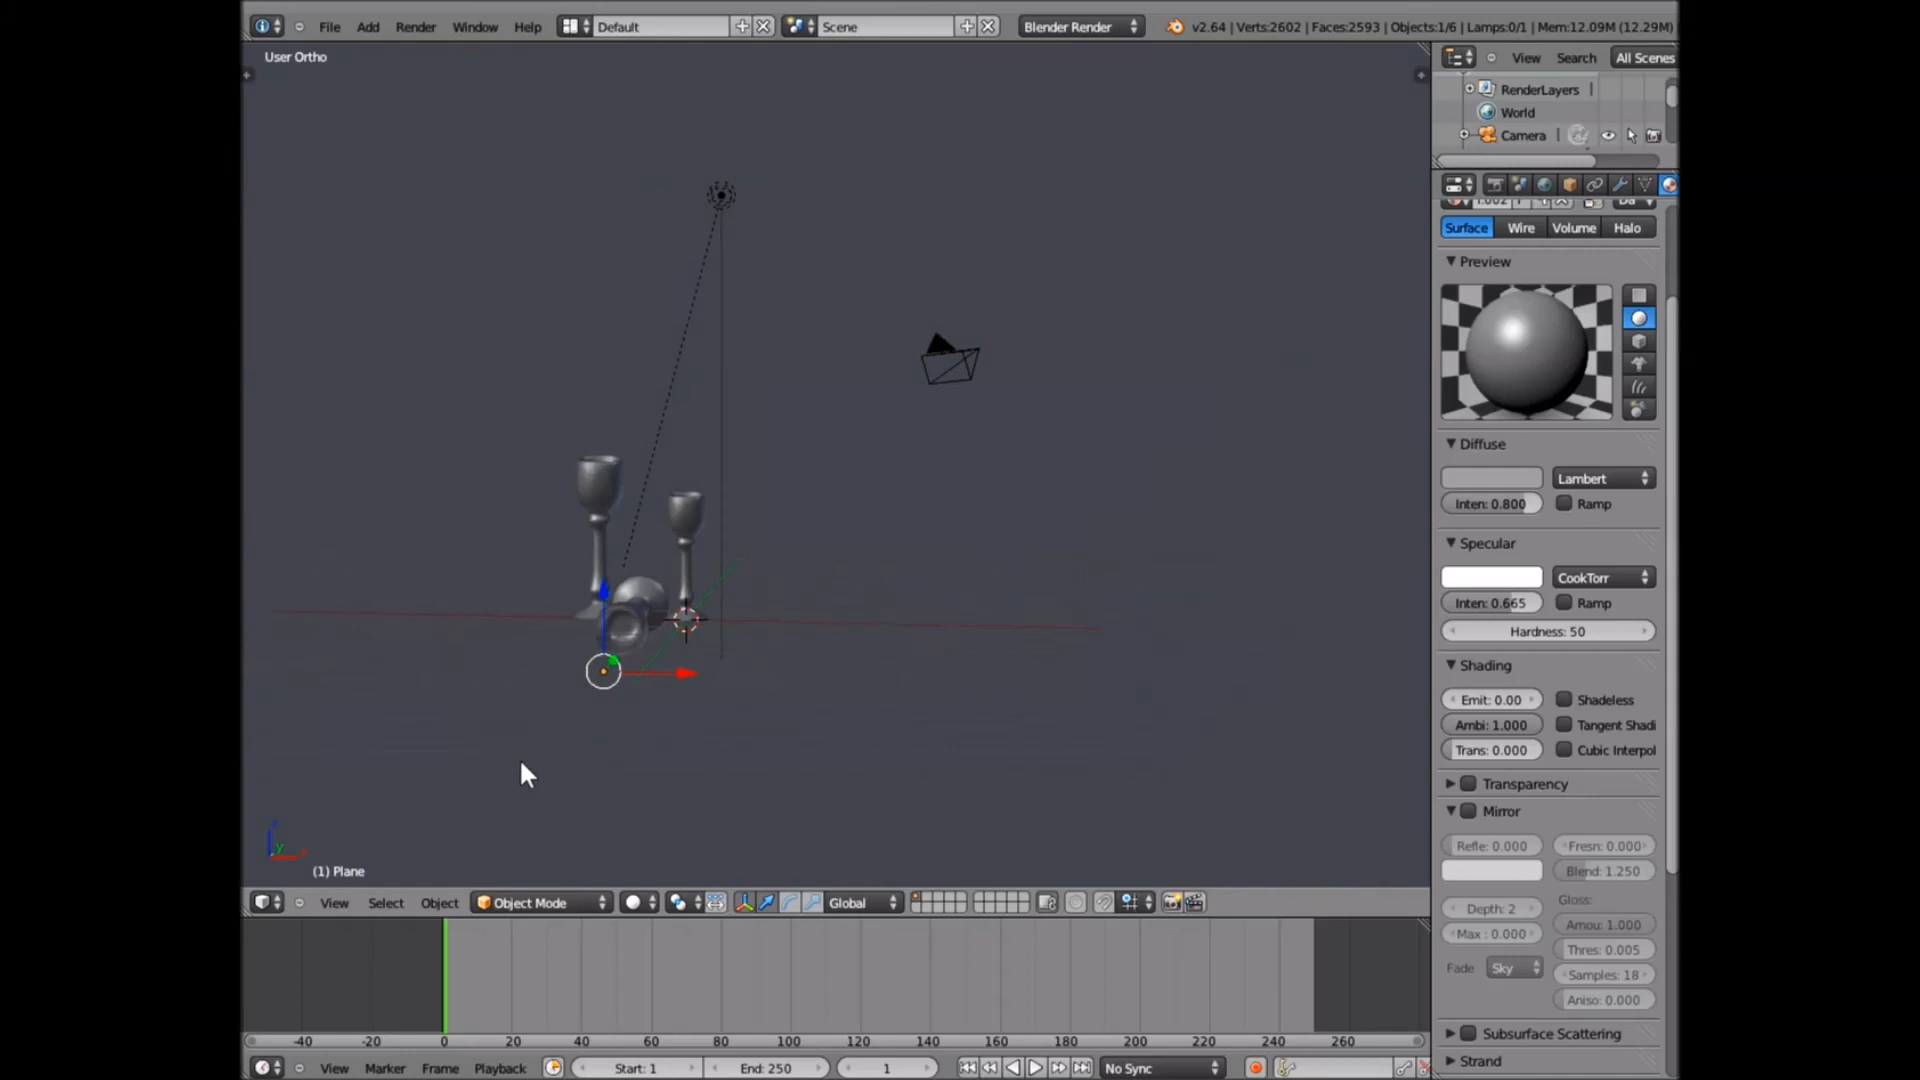 File Add Render Window Help Default Scene Blender Render v2.64 | Verts:2602 | Faces:2593 | Objects:1/6 | Lamps:0/1 | Mem:12.09M (12.29M)
User Ortho
View Search All Scenes
RenderLayers
World
Camera
Surface Wire Volume Halo
Preview
Diffuse
Lambert
Inten: 0.800 Ramp
Specular
CookTorr
Inten: 0.665 Ramp
Hardness: 50
Shading
Emit: 0.00 Shadeless
Ambi: 1.000 Tangent Shadi
Trans: 0.000 Cubic Interpol
Transparency
Mirror
Refle: 0.000 Fresn: 0.000
Blend: 1.250
Depth: 2 Gloss:
Amou: 1.000
Max : 0.000 Thres: 0.005
Fade Sky Samples: 18
Aniso: 0.000
Subsurface Scattering
Strand
z
y
(1) Plane
View Select Object Object Mode Global
-40 -20 0 20 40 60 80 100 120 140 160 180 200 220 240 260
View Marker Frame Playback Start: 1 End: 250 1 No Sync